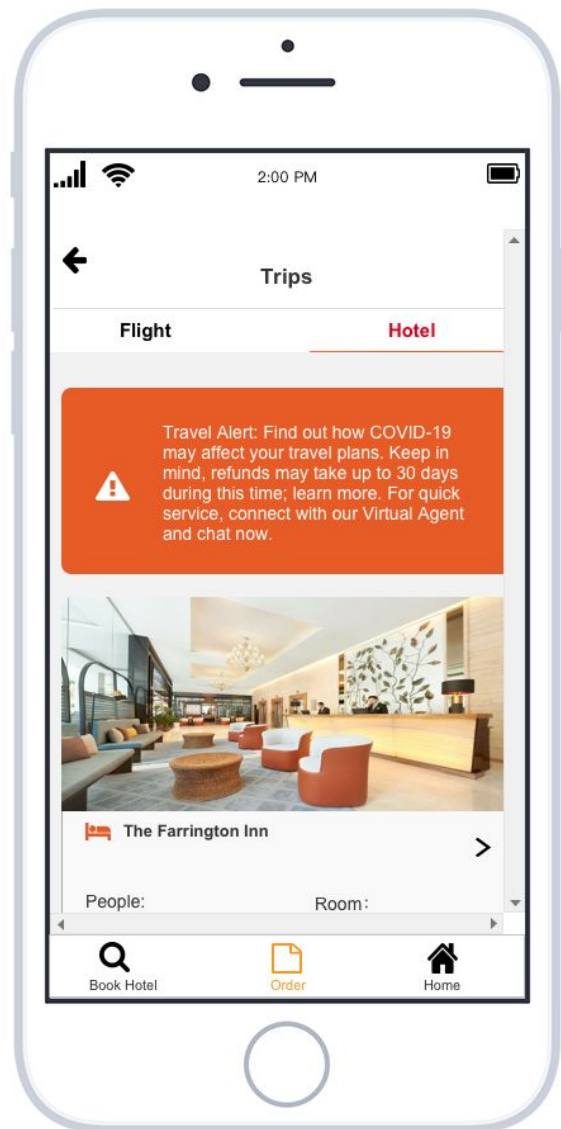 2:00 PM
Trips
Flight Hotel
Travel Alert: Find out how COVID-19
may affect your travel plans. Keep in
mind, refunds may take up to 30 days
during this time; learn more. For quick
service, connect with our Virtual Agent
and chat now.
The Farrington Inn
People: Room:
Book Hotel Order Home